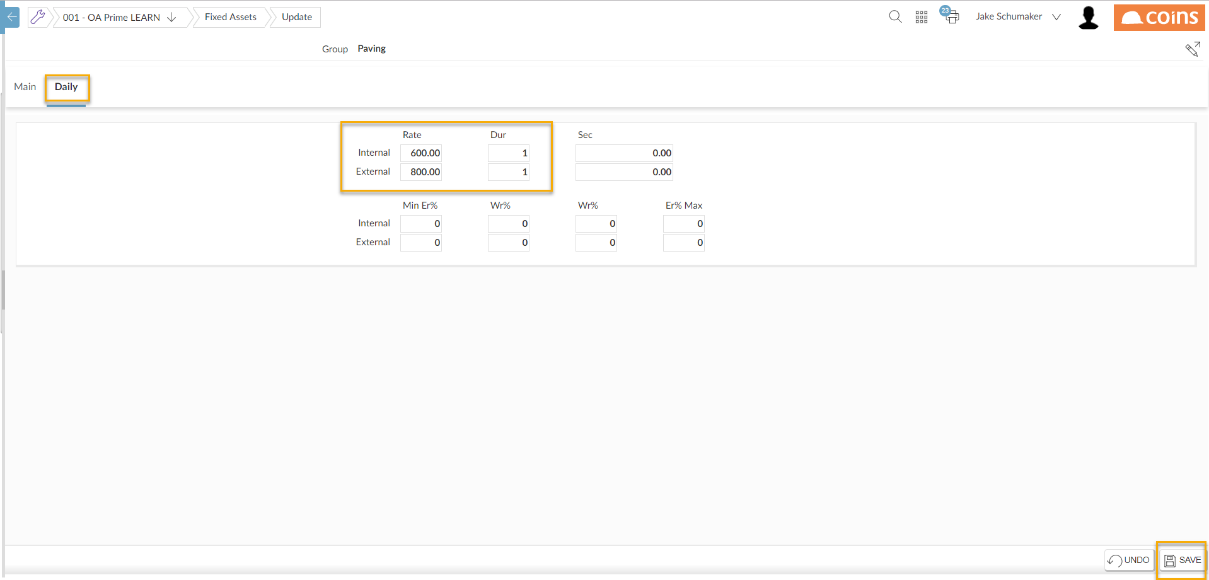 001 - OA Prime LEARN Fixed Assets Update 23 Jake Schumaker coins
Group Paving
Main Daily
Rate Dur Sec
Internal 600.00 1 0.00
External 800.00 1 0.00
Min Er% Wr% Wr% Er% Max
Internal 0 0 0 0
External 0 0 0 0
UNDO SAVE